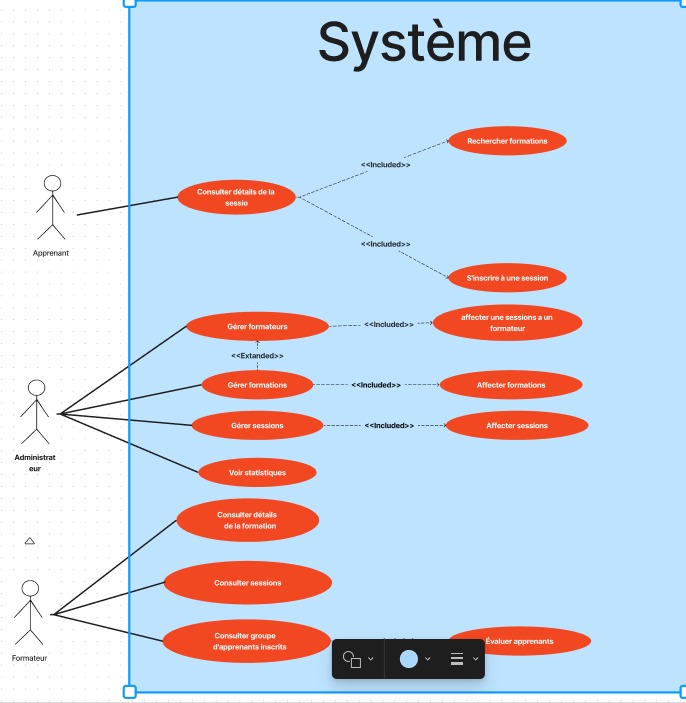 Système
Rechercher formations
<<Included>>
Consulter détails de la
sessio
Apprenant
<<Included>>
S'inscrire à une session
affecter une sessions a un
formateur
Gérer formateurs
<<Included>>
<<Extanded>>
Gérer formations
<<Included>>
Affecter formations
Gérer sessions
<<Included>>
Affecter sessions
Administrat
eur
Voir statistiques
Consulter détails
de la formation
Consulter sessions
Consulter groupe
d'apprenants inscrits
Évaluer apprenants
Formateur